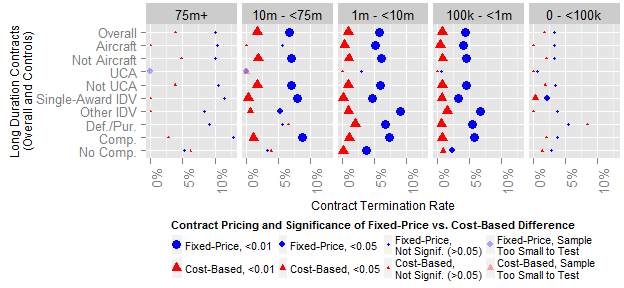 75m+ 10m - <75m 1m - <10m 100k - <1m 0 - <100k
Long Duration Contracts
(Overall and Controls)
Overall
Aircraft
Not Aircraft
UCA
Not UCA
Single-Award IDV
Other IDV
Def./Pur.
Comp.
No Comp.
0% 5% 10% 0% 5% 10% 0% 5% 10% 0% 5% 10% 0% 5% 10%
Contract Termination Rate
Contract Pricing and Significance of Fixed-Price vs. Cost-Based Difference
Fixed-Price, <0.01 Fixed-Price, <0.05 Fixed-Price, Not Signif. (>0.05) Fixed-Price, Sample Too Small to Test
Cost-Based, <0.01 Cost-Based, <0.05 Cost-Based, Not Signif. (>0.05) Cost-Based, Sample Too Small to Test